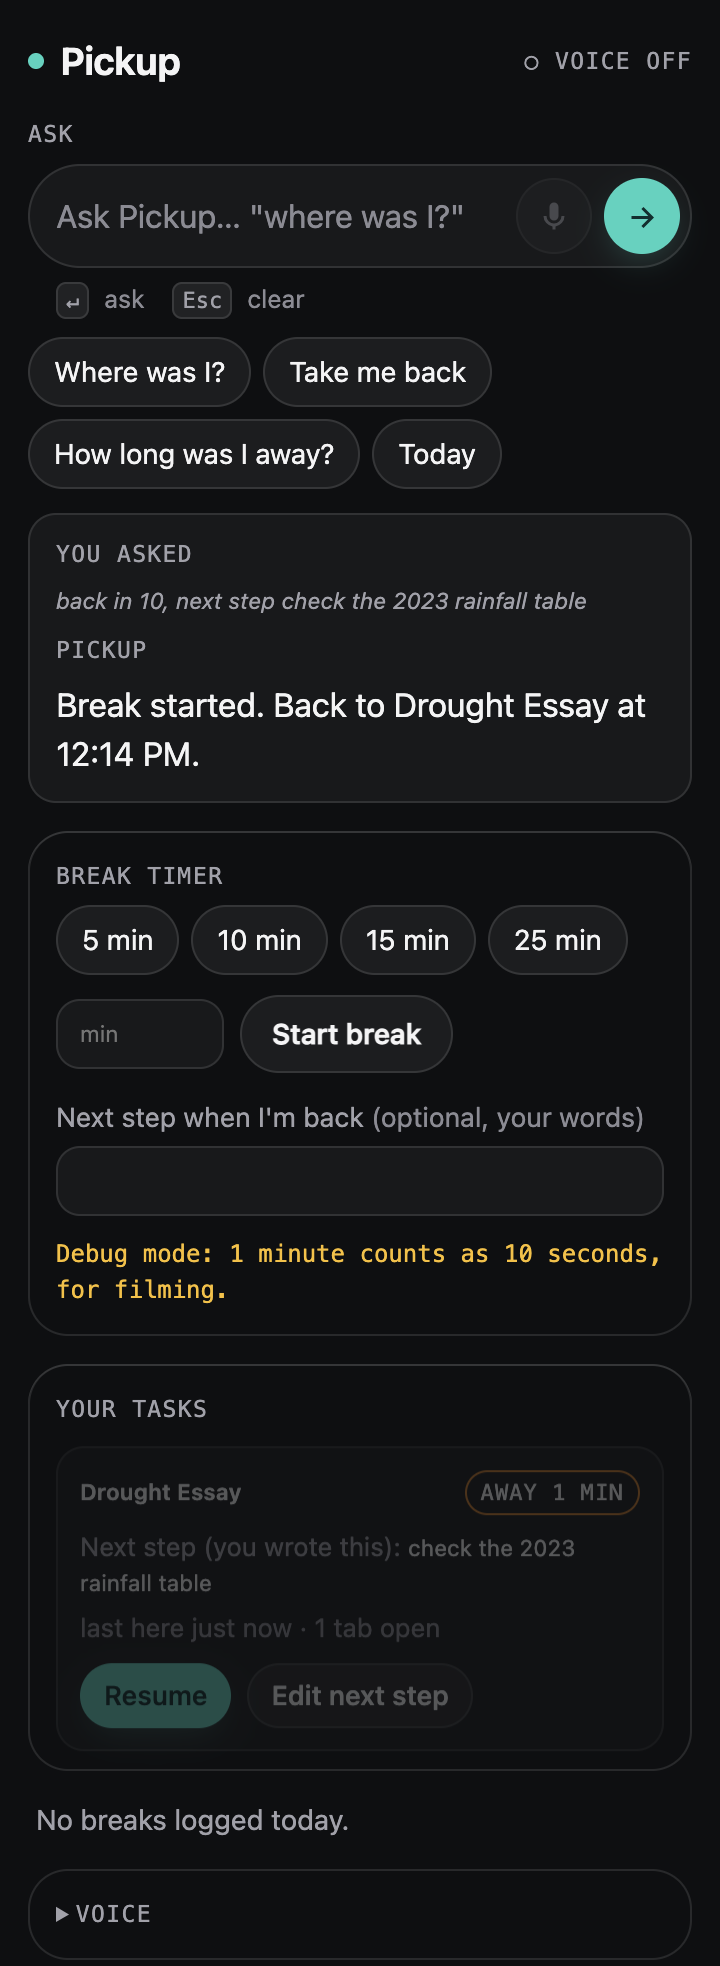 Pickup
VOICE OFF
ASK
Ask Pickup... "where was I?"
↵ ask Esc clear
Where was I? Take me back
How long was I away? Today
YOU ASKED
back in 10, next step check the 2023 rainfall table
PICKUP
Break started. Back to Drought Essay at
12:14 PM.
BREAK TIMER
5 min 10 min 15 min 25 min
min Start break
Next step when I'm back (optional, your words)
Debug mode: 1 minute counts as 10 seconds,
for filming.
YOUR TASKS
Drought Essay AWAY 1 MIN
Next step (you wrote this): check the 2023
rainfall table
last here just now · 1 tab open
Resume Edit next step
No breaks logged today.
VOICE